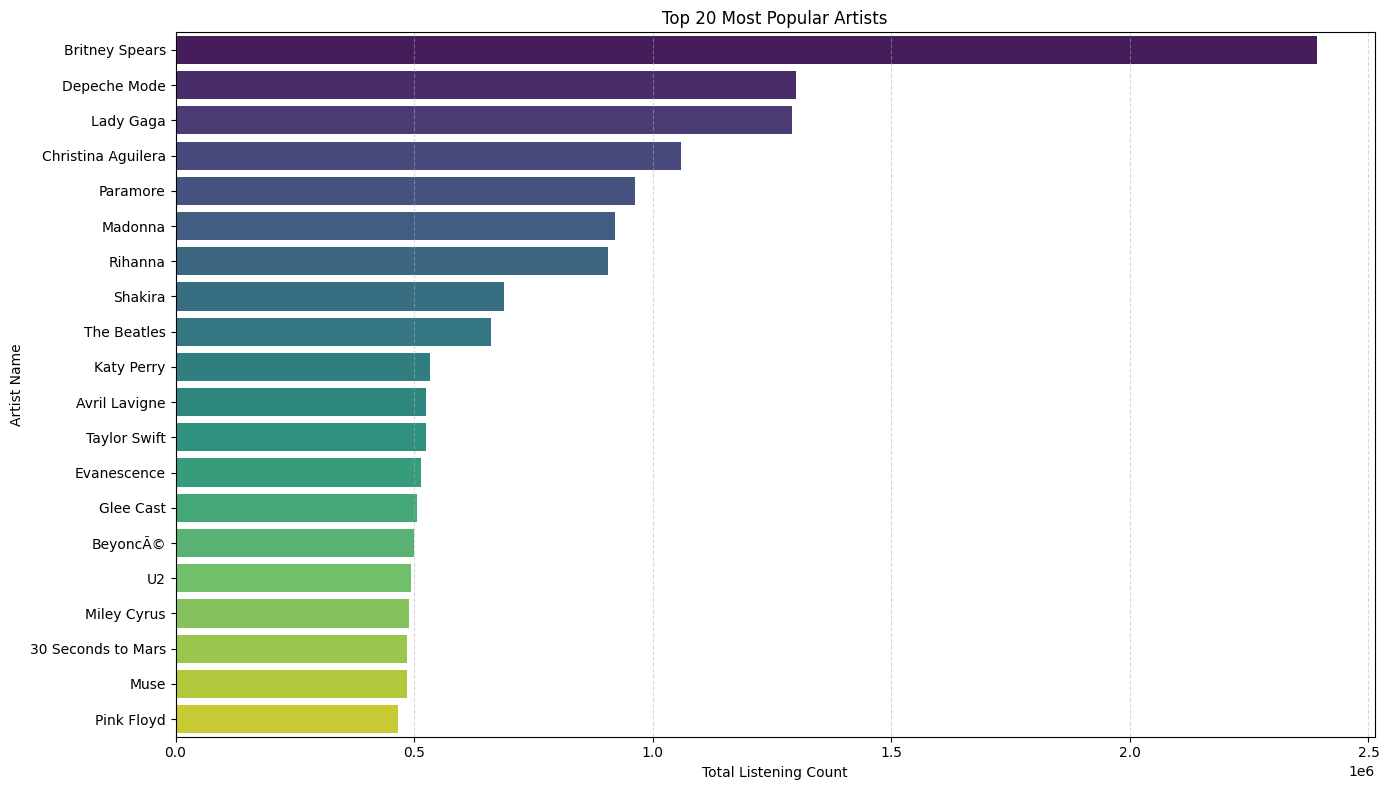 Top 20 Most Popular Artists
Artist Name
Britney Spears
Depeche Mode
Lady Gaga
Christina Aguilera
Paramore
Madonna
Rihanna
Shakira
The Beatles
Katy Perry
Avril Lavigne
Taylor Swift
Evanescence
Glee Cast
BeyoncÃ©
U2
Miley Cyrus
30 Seconds to Mars
Muse
Pink Floyd
0.0 0.5 1.0 1.5 2.0 2.5
1e6
Total Listening Count